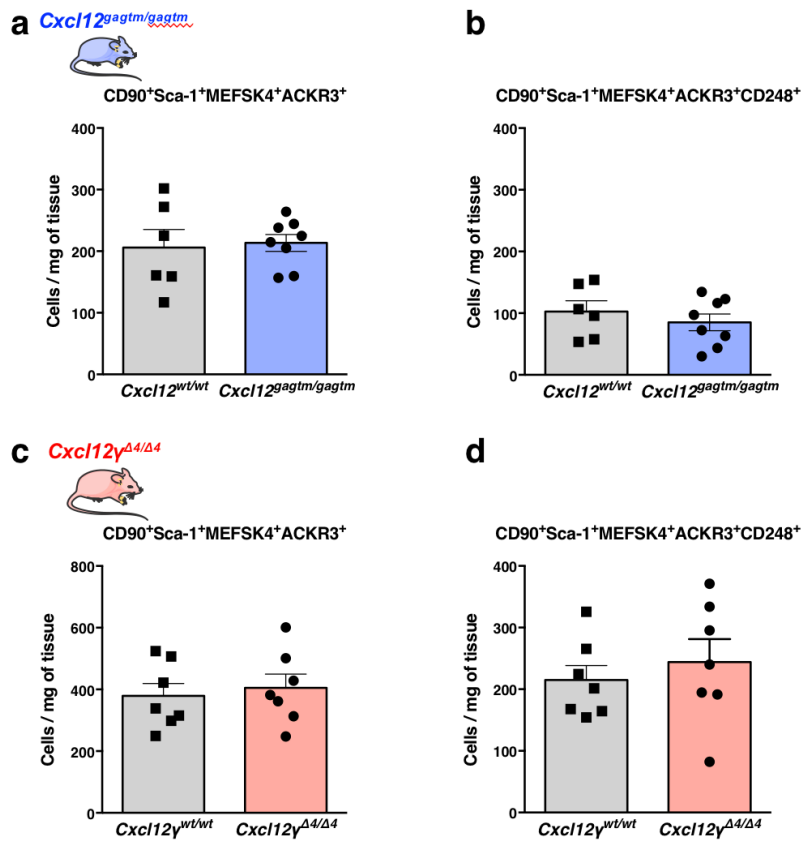 a Cxcl12gagtm/gagtm
b
CD90+Sca-1+MEFSK4+ACKR3+
CD90+Sca-1+MEFSK4+ACKR3+CD248+
Cells / mg of tissue
400
300
200
100
0
Cxcl12wt/wt Cxcl12gagtm/gagtm
Cells / mg of tissue
400
300
200
100
0
Cxcl12wt/wt Cxcl12gagtm/gagtm
c Cxcl12γΔ4/Δ4
d
CD90+Sca-1+MEFSK4+ACKR3+
CD90+Sca-1+MEFSK4+ACKR3+CD248+
Cells / mg of tissue
800
600
400
200
0
Cxcl12γwt/wt Cxcl12γΔ4/Δ4
Cells / mg of tissue
400
300
200
100
0
Cxcl12γwt/wt Cxcl12γΔ4/Δ4